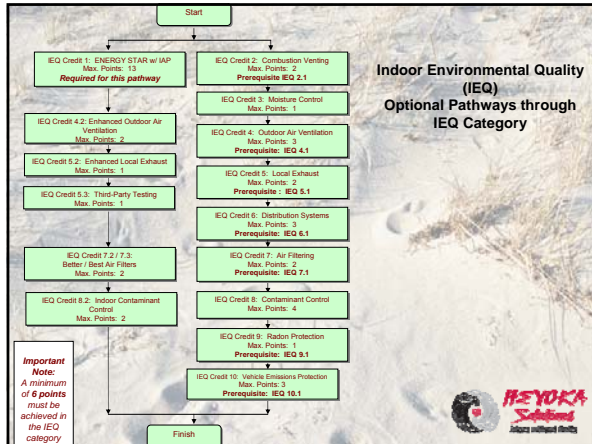 Start
IEQ Credit 1: ENERGY STAR w/ IAP
Max. Points: 13
Required for this pathway
IEQ Credit 4.2: Enhanced Outdoor Air
Ventilation
Max. Points: 2
IEQ Credit 5.2: Enhanced Local Exhaust
Max. Points: 1
IEQ Credit 5.3: Third-Party Testing
Max. Points: 1
IEQ Credit 7.2 / 7.3:
Better / Best Air Filters
Max. Points: 2
IEQ Credit 8.2: Indoor Contaminant
Control
Max. Points: 2
IEQ Credit 2: Combustion Venting
Max. Points: 2
Prerequisite IEQ 2.1
IEQ Credit 3: Moisture Control
Max. Points: 1
IEQ Credit 4: Outdoor Air Ventilation
Max. Points: 3
Prerequisite: IEQ 4.1
IEQ Credit 5: Local Exhaust
Max. Points: 2
Prerequisite : IEQ 5.1
IEQ Credit 6: Distribution Systems
Max. Points: 3
Prerequisite: IEQ 6.1
IEQ Credit 7: Air Filtering
Max. Points: 2
Prerequisite: IEQ 7.1
IEQ Credit 8: Contaminant Control
Max. Points: 4
IEQ Credit 9: Radon Protection
Max. Points: 1
Prerequisite: IEQ 9.1
IEQ Credit 10: Vehicle Emissions Protection
Max. Points: 3
Prerequisite: IEQ 10.1
Finish
Important
Note:
A minimum
of 6 points
must be
achieved in
the IEQ
category
Indoor Environmental Quality
(IEQ)
Optional Pathways through
IEQ Category
HEYOKA
Solutions